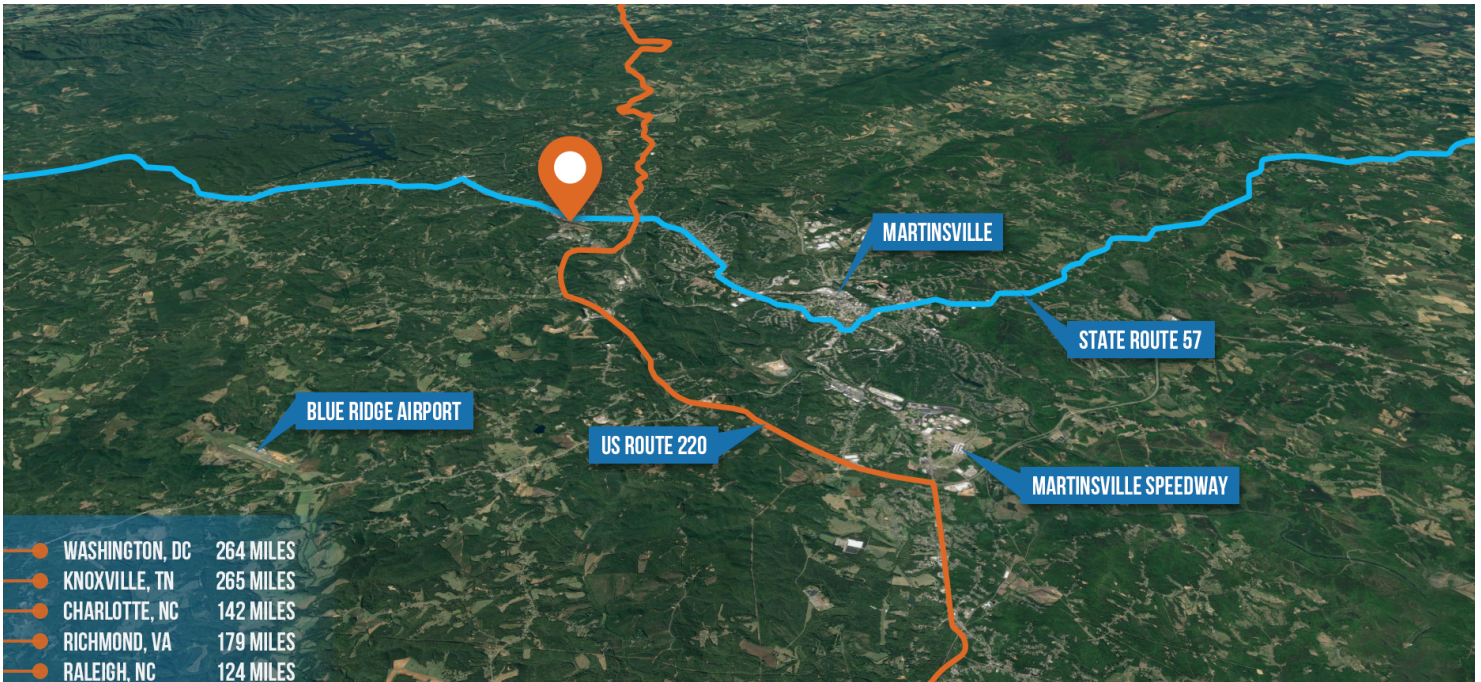 MARTINSVILLE
STATE ROUTE 57
BLUE RIDGE AIRPORT
US ROUTE 220
MARTINSVILLE SPEEDWAY
WASHINGTON, DC 264 MILES
KNOXVILLE, TN 265 MILES
CHARLOTTE, NC 142 MILES
RICHMOND, VA 179 MILES
RALEIGH, NC 124 MILES